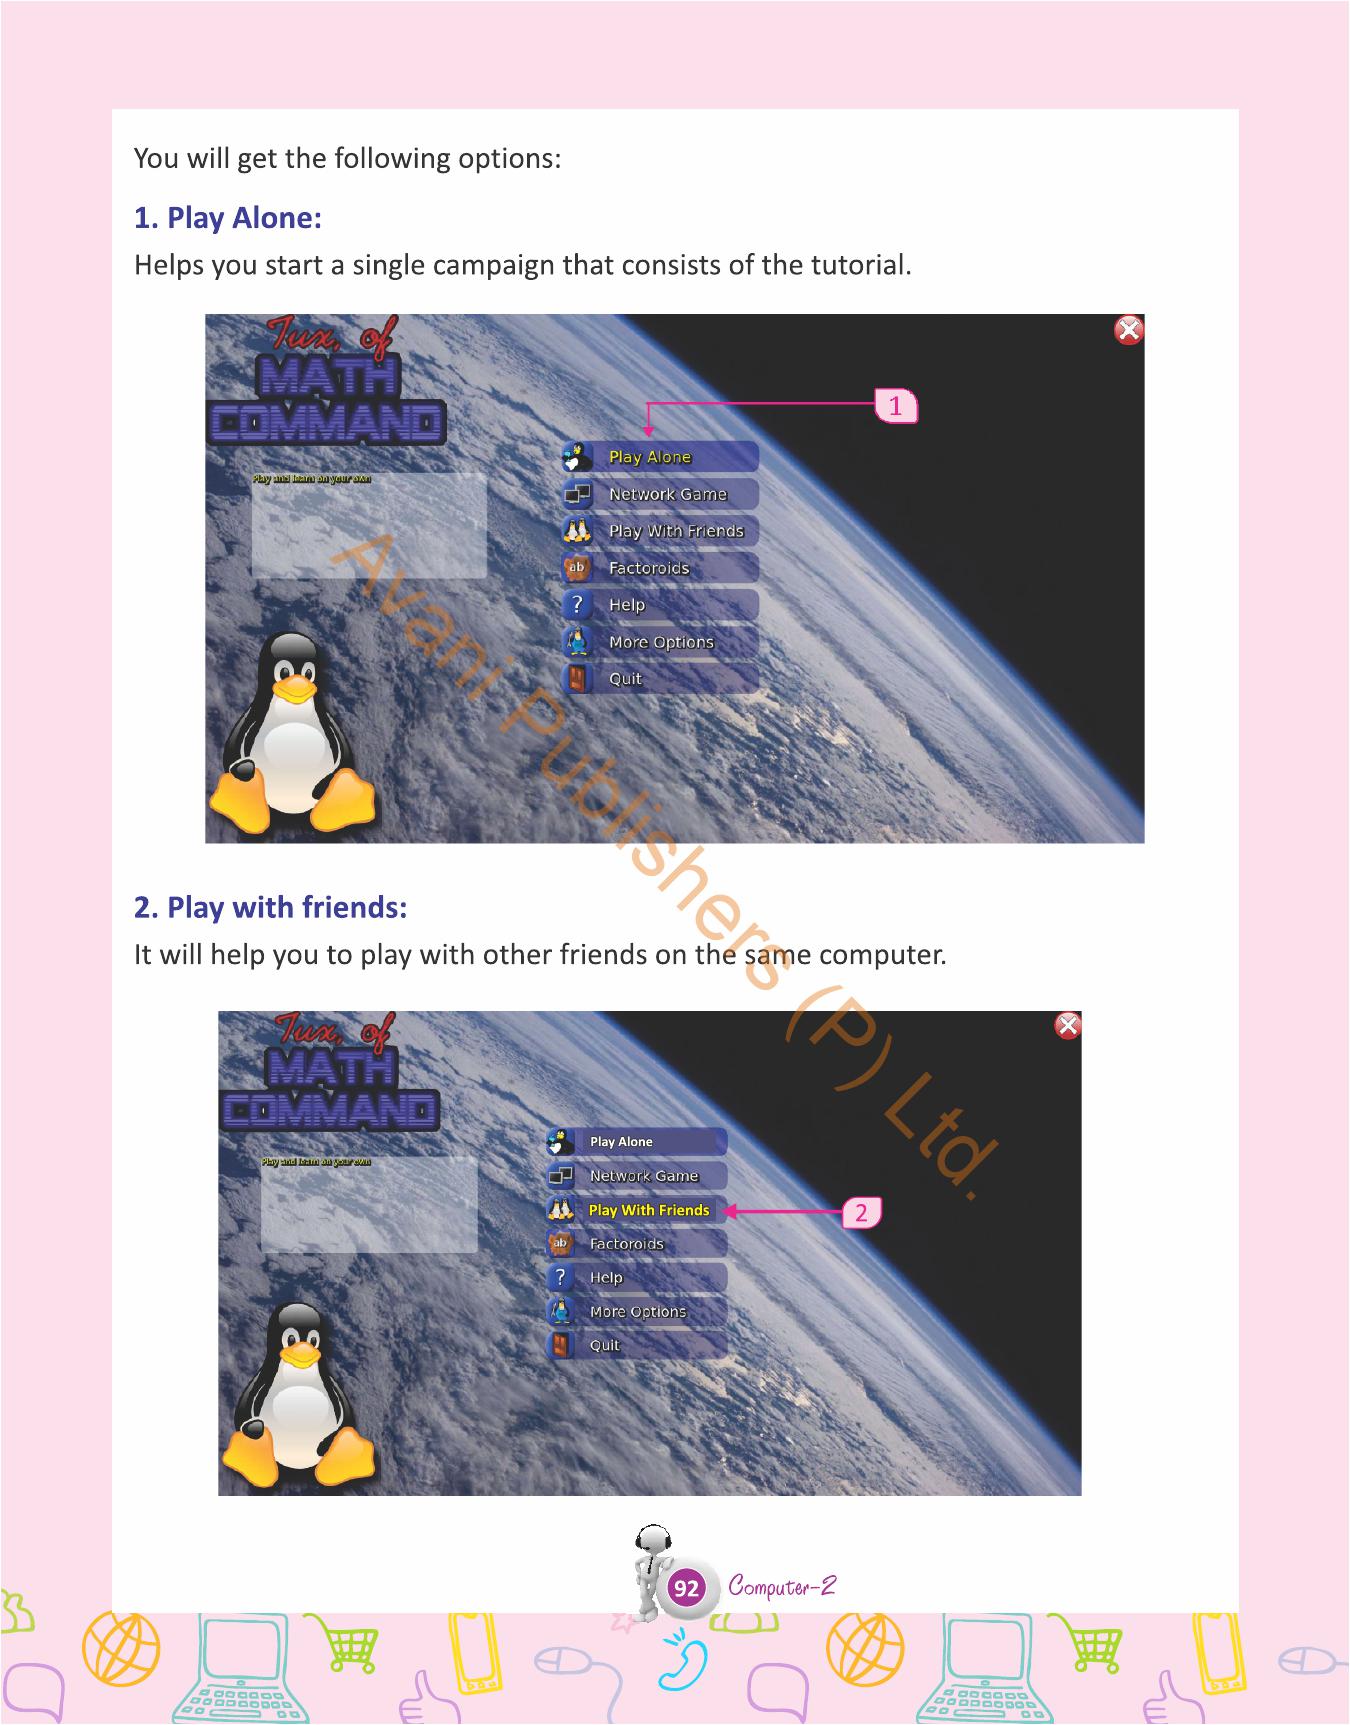 You will get the following options:
1. Play Alone:
Helps you start a single campaign that consists of the tutorial.
Tux, of
MATH
COMMAND
1
Play and learn on your own
Play Alone
Network Game
Play With Friends
ab
Factoroids
?
Help
More Options
Quit
Avani Publishers (P) Ltd.
2. Play with friends:
It will help you to play with other friends on the same computer.
Tux, of
MATH
COMMAND
Play and learn on your own
Play Alone
Network Game
Play With Friends
2
ab
Factoroids
?
Help
More Options
Quit
92 Computer-2